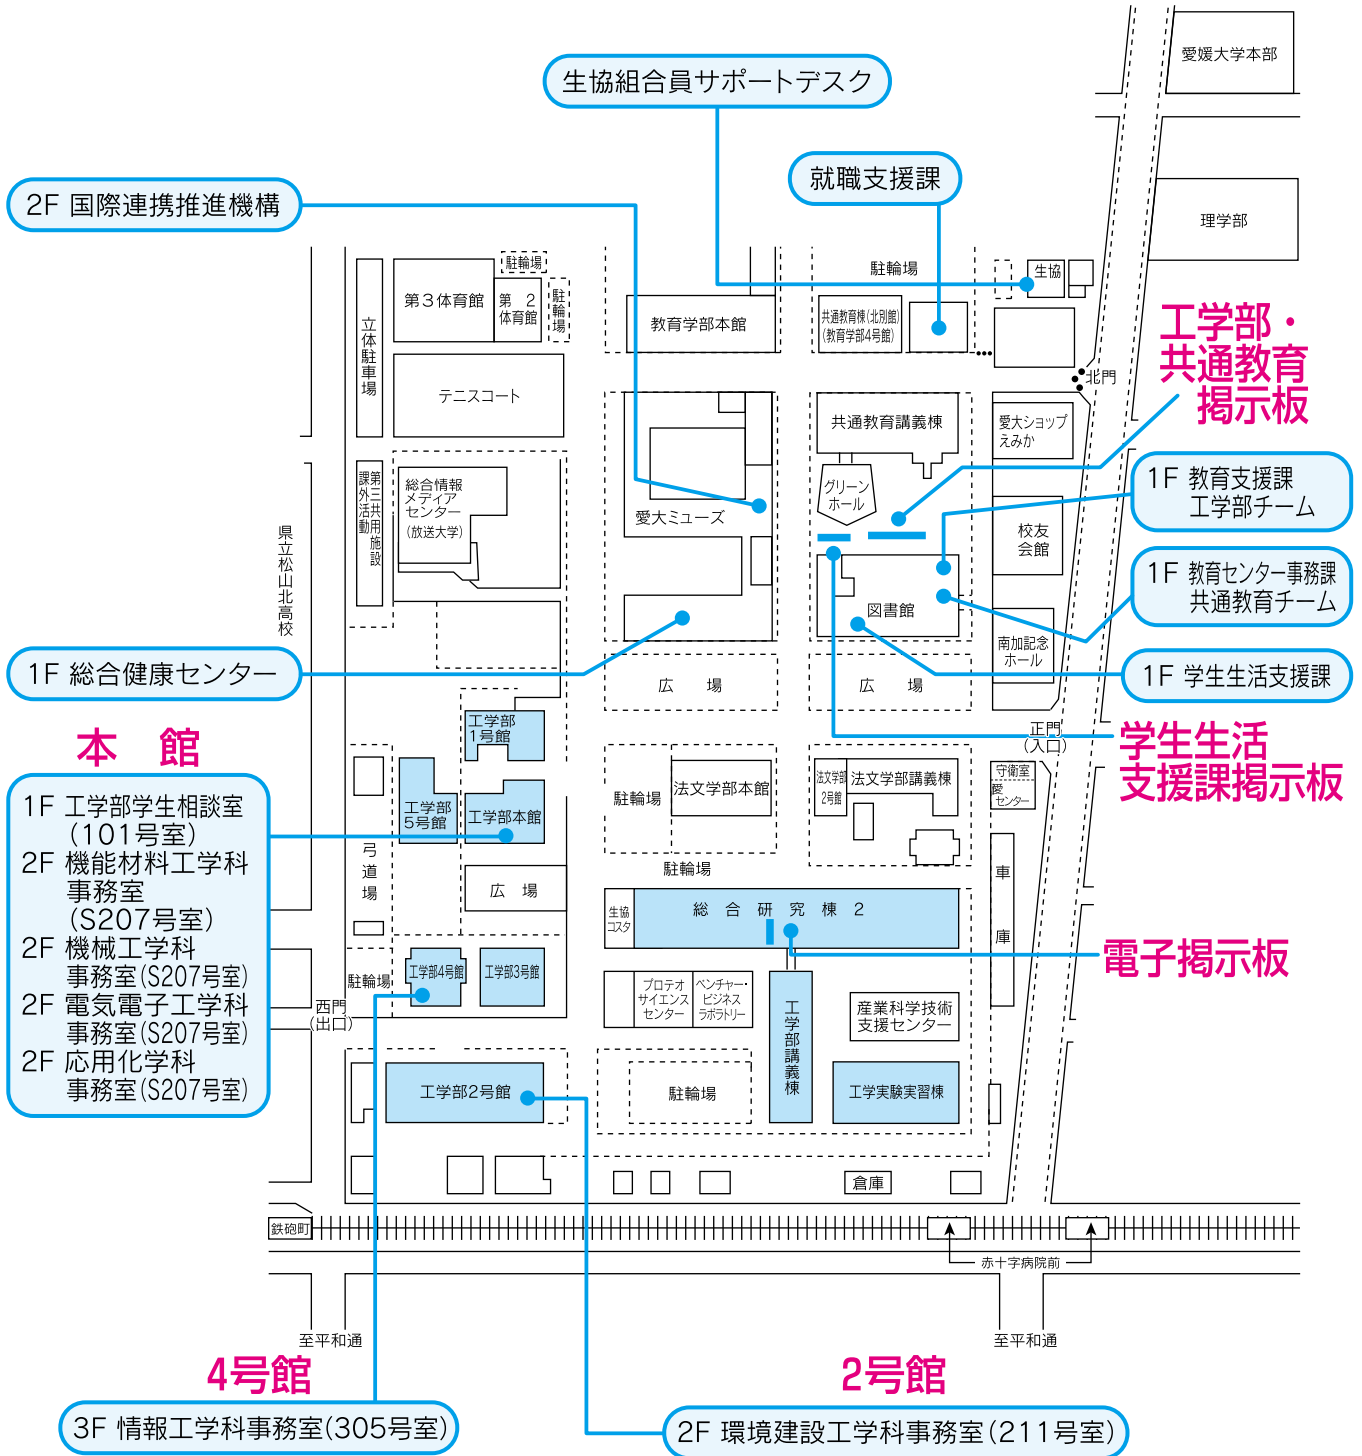 愛媛大学本部
生協組合員サポートデスク
就職支援課
2F 国際連携推進機構
理学部
駐輪場
駐輪場
生協
第3体育館
第 2
体育館
駐輪場
立体駐車場
教育学部本館
共通教育棟(北別館)
(教育学部4号館)
工学部・
共通教育
掲示板
北門
テニスコート
共通教育講義棟
愛大ショップ
えみか
第三共用施設
課外活動
総合情報
メディア
センター
(放送大学)
グリーン
ホール
愛大ミューズ
1F 教育支援課
工学部チーム
校友
会館
県立松山北高校
1F 教育センター事務課
共通教育チーム
図書館
南加記念
ホール
1F 総合健康センター
1F 学生生活支援課
広 場
広 場
工学部
1号館
正門
(入口)
学生生活
支援課掲示板
本 館
1F 工学部学生相談室
(101号室)
2F 機能材料工学科
事務室
(S207号室)
2F 機械工学科
事務室(S207号室)
2F 電気電子工学科
事務室(S207号室)
2F 応用化学科
事務室(S207号室)
工学部
5号館
工学部本館
駐輪場
法文学部本館
法文学部
2号館
法文学部講義棟
守衛室
愛
センター
弓道場
広 場
駐輪場
車 庫
生協
コスタ
総合研究棟2
電子掲示板
駐輪場
工学部4号館
工学部3号館
西門
(出口)
プロテオ
サイエンス
センター
ベンチャー・
ビジネス
ラボラトリー
工学部講義棟
産業科学技術
支援センター
工学部2号館
駐輪場
工学実験実習棟
倉庫
鉄砲町
赤十字病院前
至平和通
至平和通
4号館
3F 情報工学科事務室(305号室)
2号館
2F 環境建設工学科事務室(211号室)